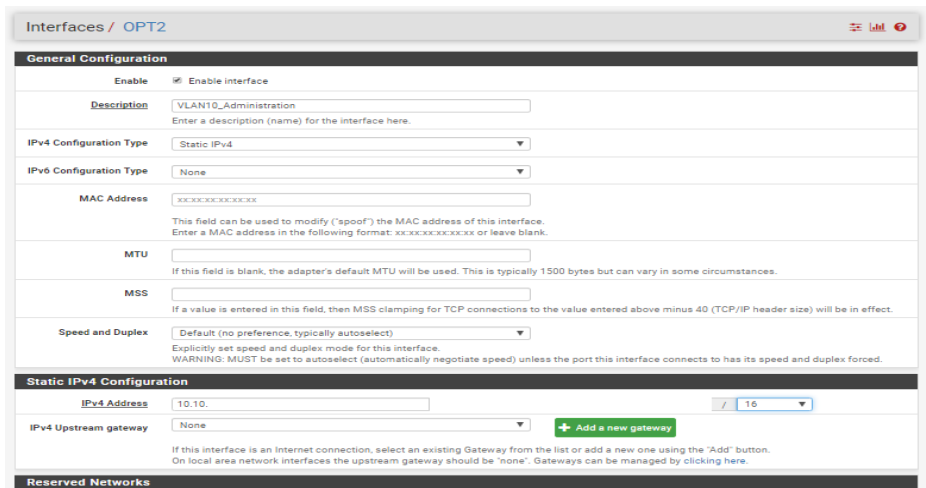 Interfaces / OPT2
General Configuration
Enable Enable interface
Description VLAN10_Administration
Enter a description (name) for the interface here.
IPv4 Configuration Type Static IPv4
IPv6 Configuration Type None
MAC Address xx:xx:xx:xx:xx:xx
This field can be used to modify ("spoof") the MAC address of this interface.
Enter a MAC address in the following format: xx:xx:xx:xx:xx:xx or leave blank.
MTU
If this field is blank, the adapter's default MTU will be used. This is typically 1500 bytes but can vary in some circumstances.
MSS
If a value is entered in this field, then MSS clamping for TCP connections to the value entered above minus 40 (TCP/IP header size) will be in effect.
Speed and Duplex Default (no preference, typically autoselect)
Explicitly set speed and duplex mode for this interface.
WARNING: MUST be set to autoselect (automatically negotiate speed) unless the port this interface connects to has its speed and duplex forced.
Static IPv4 Configuration
IPv4 Address 10.10. / 16
IPv4 Upstream gateway None Add a new gateway
If this interface is an Internet connection, select an existing Gateway from the list or add a new one using the "Add" button.
On local area network interfaces the upstream gateway should be "none". Gateways can be managed by clicking here.
Reserved Networks